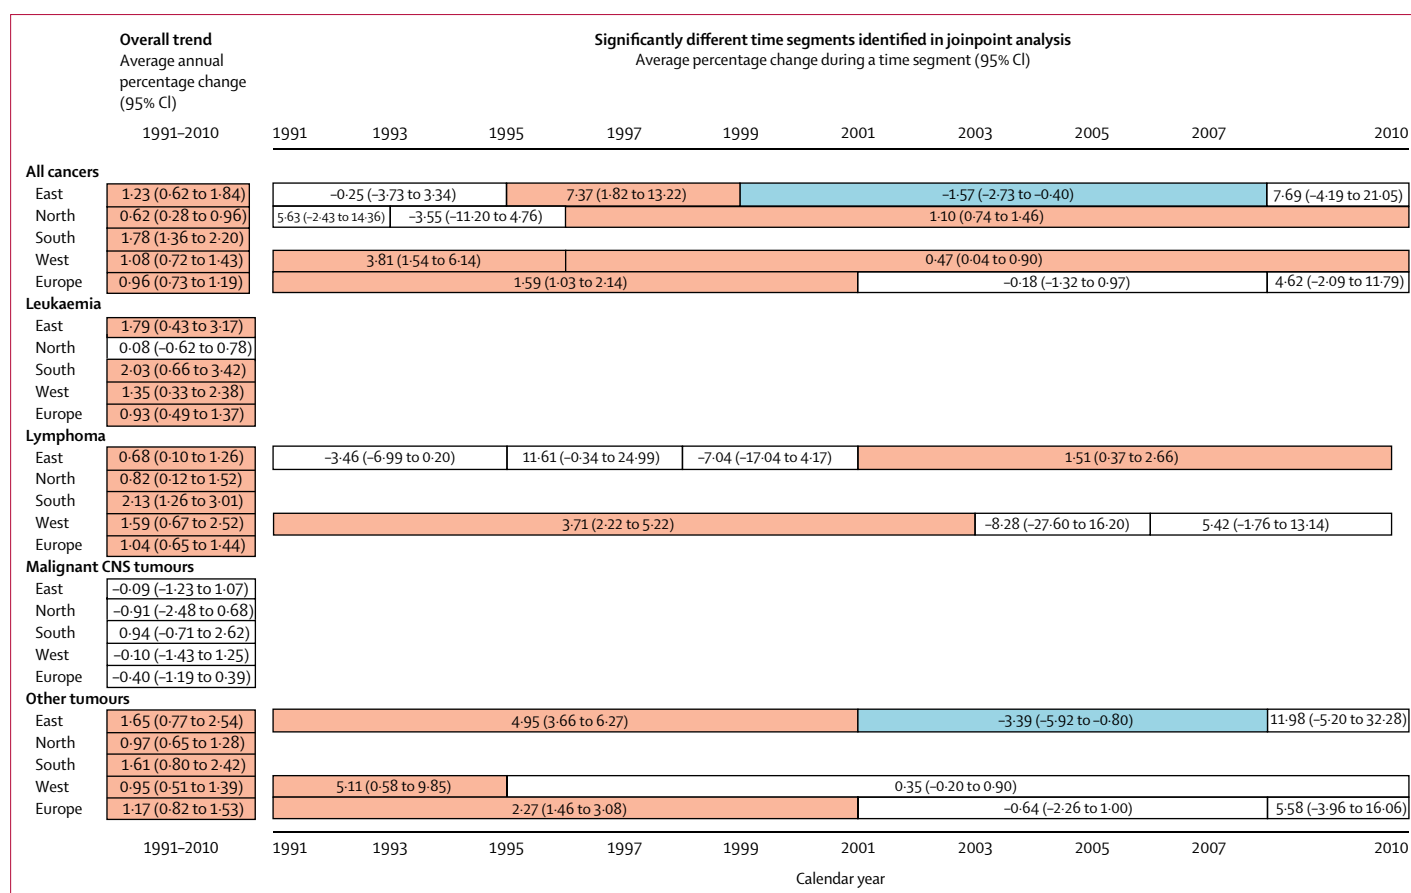 Overall trend
Average annual
percentage change
(95% CI)
Significantly different time segments identified in joinpoint analysis
Average percentage change during a time segment (95% CI)
1991–2010 1991 1993 1995 1997 1999 2001 2003 2005 2007 2010
All cancers
East 1·23 (0·62 to 1·84) –0·25 (–3·73 to 3·34) 7·37 (1·82 to 13·22) –1·57 (–2·73 to –0·40) 7·69 (–4·19 to 21·05)
North 0·62 (0·28 to 0·96) 5·63 (–2·43 to 14·36) –3·55 (–11·20 to 4·76) 1·10 (0·74 to 1·46)
South 1·78 (1·36 to 2·20)
West 1·08 (0·72 to 1·43) 3·81 (1·54 to 6·14) 0·47 (0·04 to 0·90)
Europe 0·96 (0·73 to 1·19) 1·59 (1·03 to 2·14) –0·18 (–1·32 to 0·97) 4·62 (–2·09 to 11·79)
Leukaemia
East 1·79 (0·43 to 3·17)
North 0·08 (–0·62 to 0·78)
South 2·03 (0·66 to 3·42)
West 1·35 (0·33 to 2·38)
Europe 0·93 (0·49 to 1·37)
Lymphoma
East 0·68 (0·10 to 1·26) –3·46 (–6·99 to 0·20) 11·61 (–0·34 to 24·99) –7·04 (–17·04 to 4·17) 1·51 (0·37 to 2·66)
North 0·82 (0·12 to 1·52)
South 2·13 (1·26 to 3·01)
West 1·59 (0·67 to 2·52) 3·71 (2·22 to 5·22) –8·28 (–27·60 to 16·20) 5·42 (–1·76 to 13·14)
Europe 1·04 (0·65 to 1·44)
Malignant CNS tumours
East –0·09 (–1·23 to 1·07)
North –0·91 (–2·48 to 0·68)
South 0·94 (–0·71 to 2·62)
West –0·10 (–1·43 to 1·25)
Europe –0·40 (–1·19 to 0·39)
Other tumours
East 1·65 (0·77 to 2·54) 4·95 (3·66 to 6·27) –3·39 (–5·92 to –0·80) 11·98 (–5·20 to 32·28)
North 0·97 (0·65 to 1·28)
South 1·61 (0·80 to 2·42)
West 0·95 (0·51 to 1·39) 5·11 (0·58 to 9·85) 0·35 (–0·20 to 0·90)
Europe 1·17 (0·82 to 1·53) 2·27 (1·46 to 3·08) –0·64 (–2·26 to 1·00) 5·58 (–3·96 to 16·06)
1991–2010 1991 1993 1995 1997 1999 2001 2003 2005 2007 2010
Calendar year